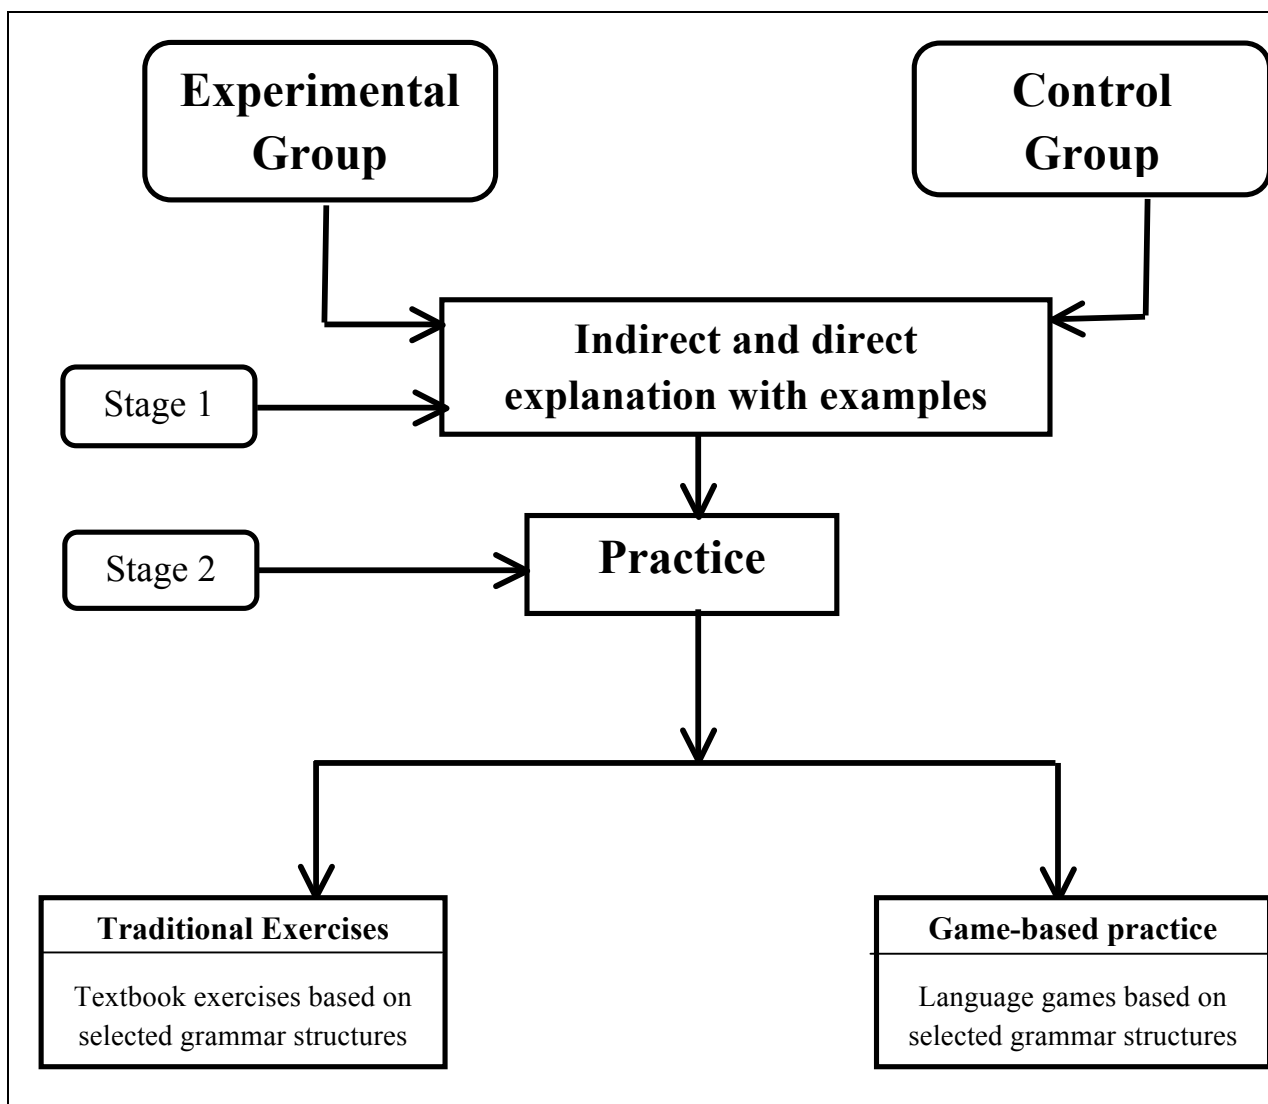 Experimental
Group
Control
Group
Indirect and direct
explanation with examples
Stage 1
Practice
Stage 2
Traditional Exercises
Textbook exercises based on
selected grammar structures
Game-based practice
Language games based on
selected grammar structures